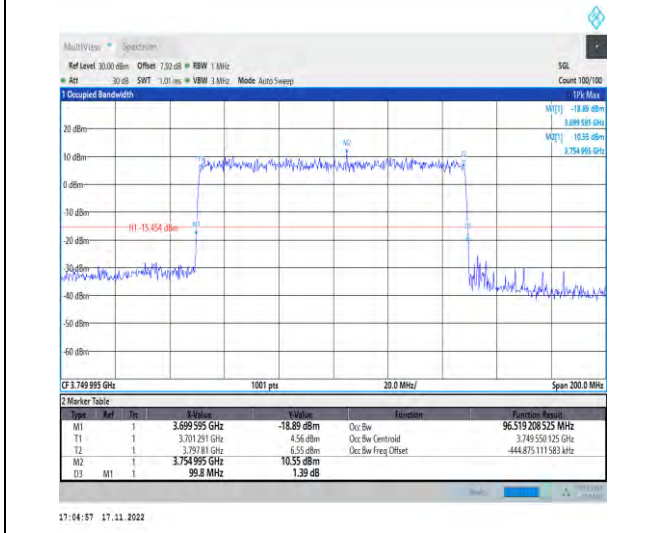 MultiView Spectrum
Ref Level 30.00 dBm Offset 7.92 dB RBW 1 MHz SGL
Att 30 dB SWT 1.01 ms VBW 3 MHz Mode Auto Sweep Count 100/100
1 Occupied Bandwidth 1Pk Max
M1[1] -18.89 dBm
3.699 595 GHz
M2[1] 10.55 dBm
3.754 995 GHz
20 dBm
M2
10 dBm
0 dBm
-10 dBm
H1 -15.454 dBm M1
-20 dBm
-30 dBm
-40 dBm
-50 dBm
-60 dBm
CF 3.749 995 GHz 1001 pts 20.0 MHz/ Span 200.0 MHz
2 Marker Table
Type Ref Trc X-Value Y-Value Function Function Result
M1 1 3.699 595 GHz -18.89 dBm Occ Bw 96.519 208 525 MHz
T1 1 3.701 291 GHz 4.56 dBm Occ Bw Centroid 3.749 550 125 GHz
T2 1 3.797 81 GHz 6.55 dBm Occ Bw Freq Offset -444.875 111 583 kHz
M2 1 3.754 995 GHz 10.55 dBm
D3 M1 1 99.8 MHz 1.39 dB
17:04:57 17.11.2022